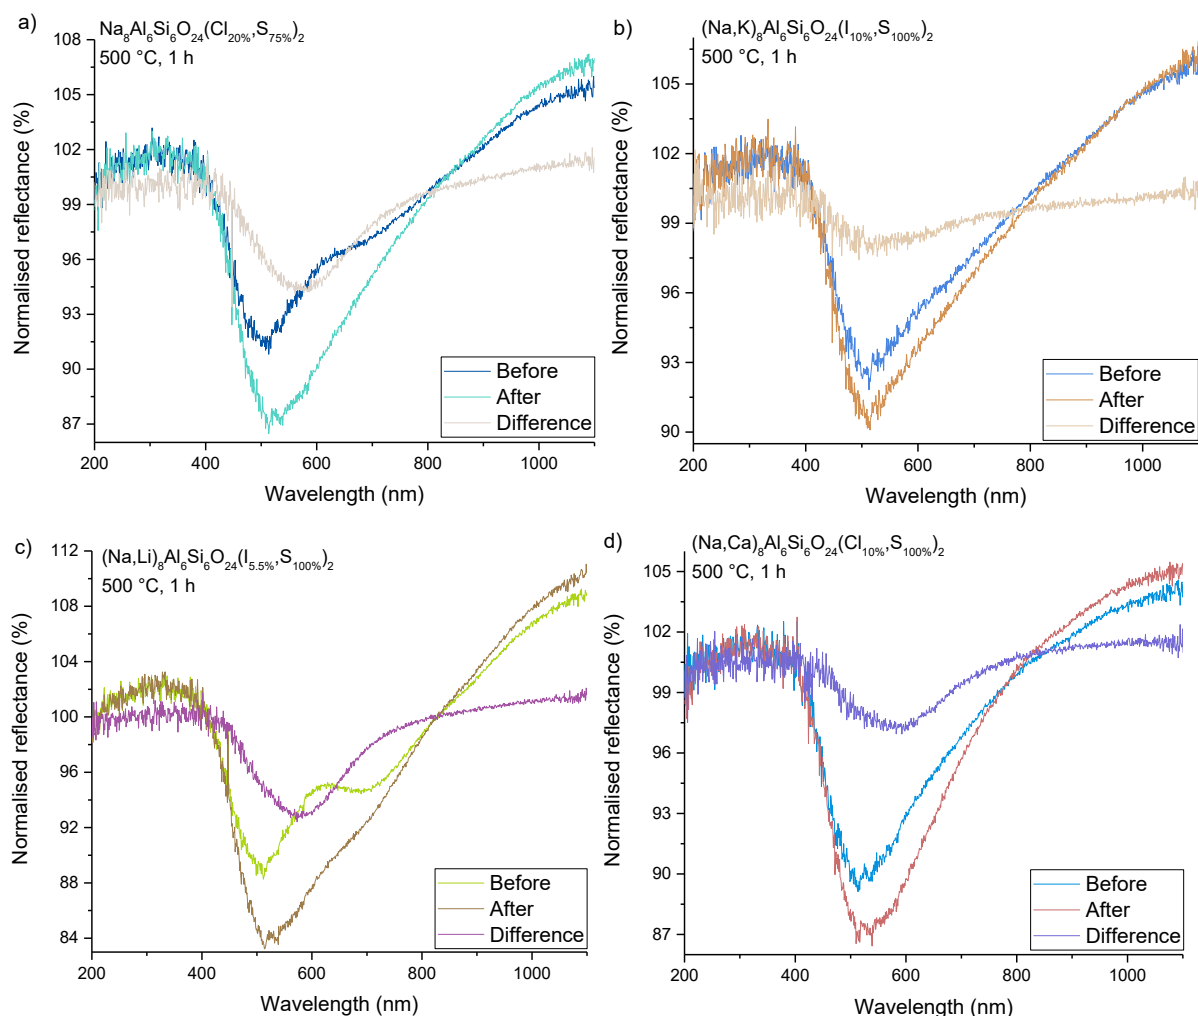 a)
Na8Al6Si6O24(Cl20%,S75%)2
500 °C, 1 h
108
105
102
99
96
93
90
87
Normalised reflectance (%)
Before
After
Difference
200 400 600 800 1000
Wavelength (nm)
b)
(Na,K)8Al6Si6O24(I10%,S100%)2
500 °C, 1 h
105
102
99
96
93
90
Normalised reflectance (%)
Before
After
Difference
200 400 600 800 1000
Wavelength (nm)
c)
(Na,Li)8Al6Si6O24(I5.5%,S100%)2
500 °C, 1 h
112
108
104
100
96
92
88
84
Normalised reflectance (%)
Before
After
Difference
200 400 600 800 1000
Wavelength (nm)
d)
(Na,Ca)8Al6Si6O24(Cl10%,S100%)2
500 °C, 1 h
105
102
99
96
93
90
87
Normalised reflectance (%)
Before
After
Difference
200 400 600 800 1000
Wavelength (nm)